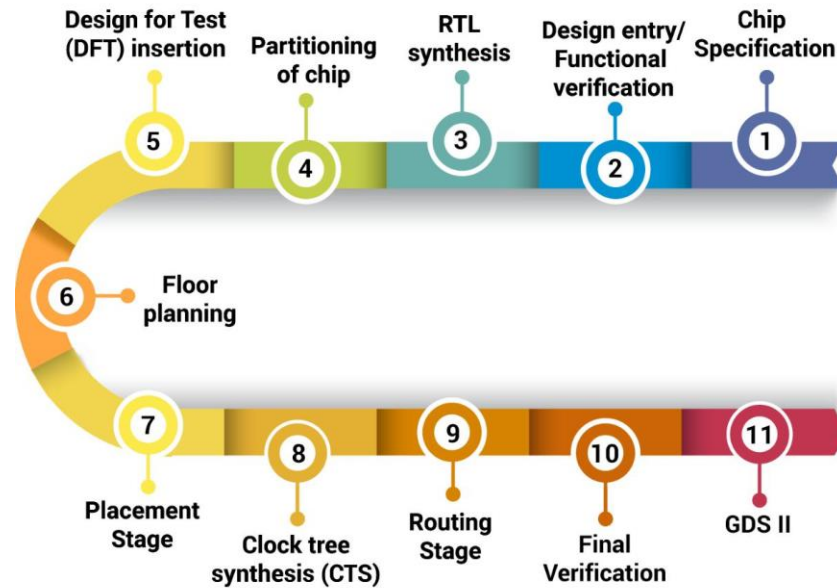 Chip
Specification
1
Design entry/
Functional
verification
2
RTL
synthesis
3
Partitioning
of chip
4
Design for Test
(DFT) insertion
5
6
Floor
planning
7
Placement
Stage
8
Clock tree
synthesis (CTS)
9
Routing
Stage
10
Final
Verification
11
GDS II